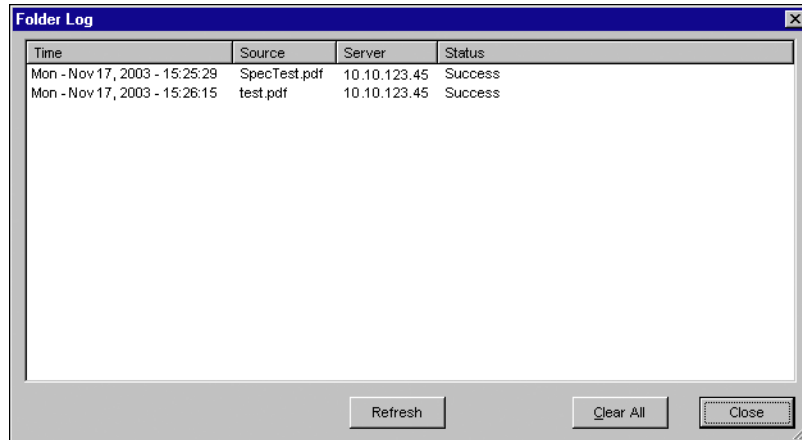 Folder Log
Time Source Server Status
Mon - Nov 17, 2003 - 15:25:29 SpecTest.pdf 10.10.123.45 Success
Mon - Nov 17, 2003 - 15:26:15 test.pdf 10.10.123.45 Success
Refresh Clear All Close